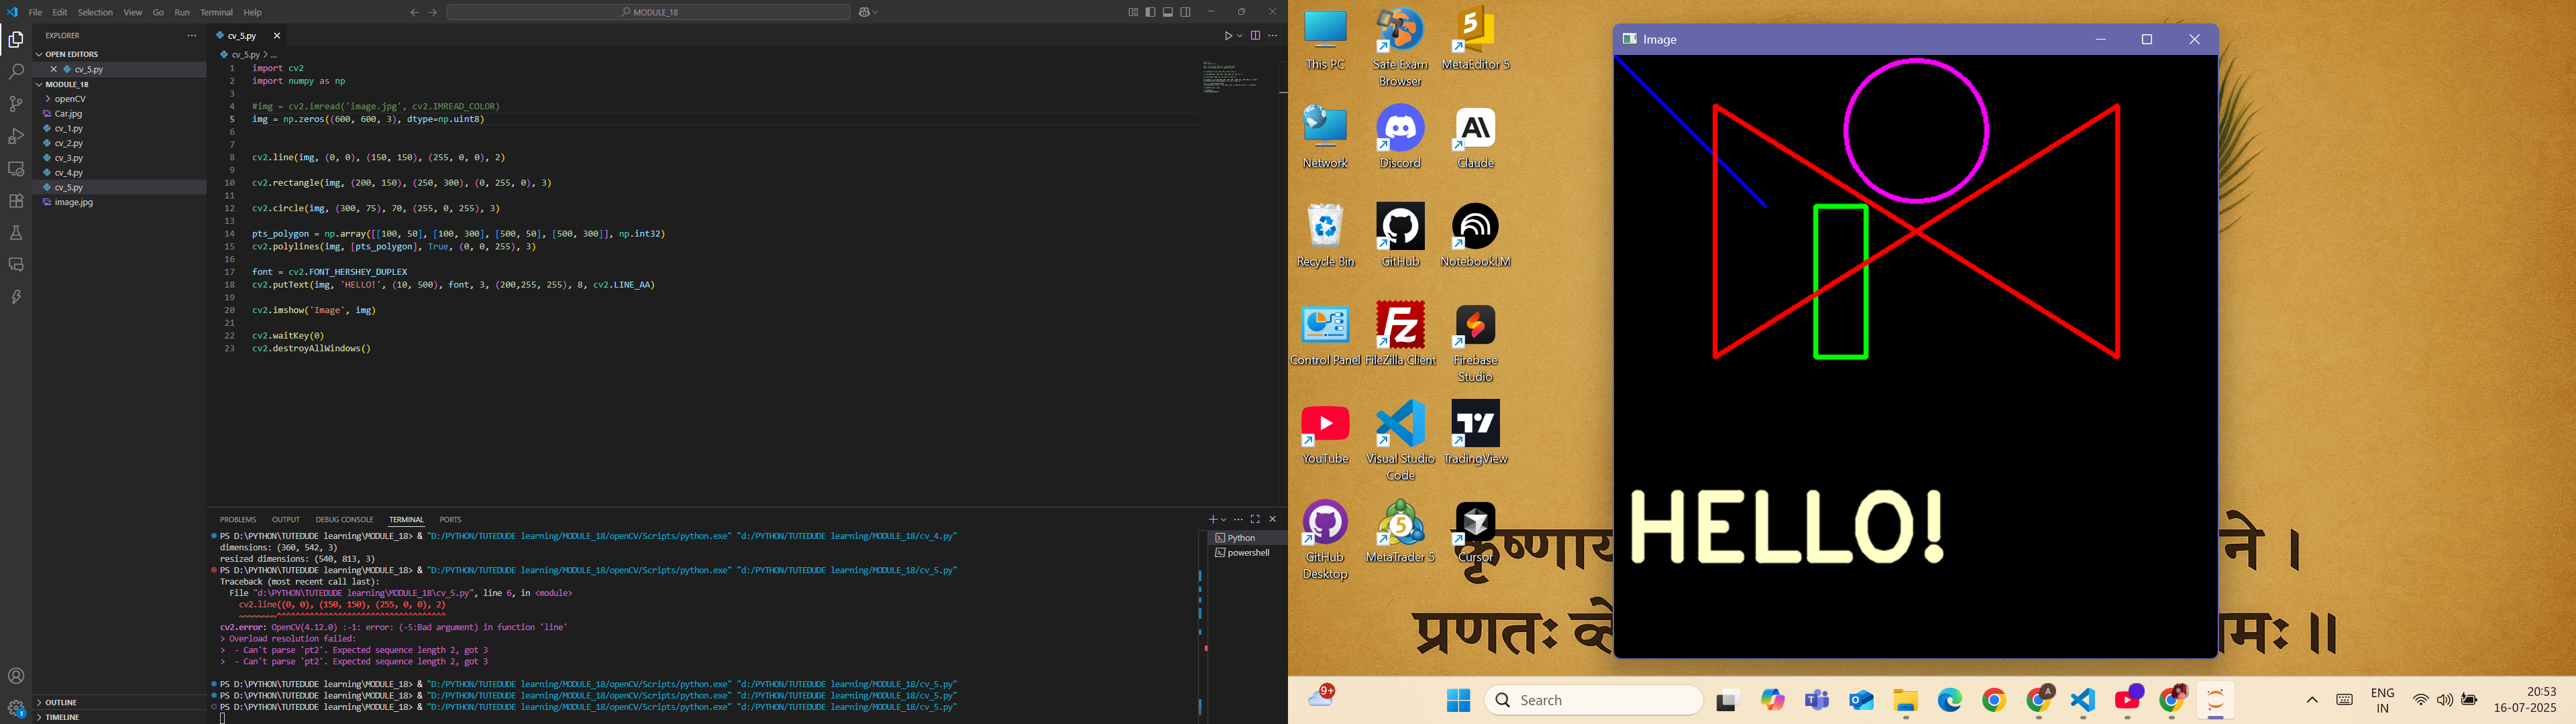 File Edit Selection View Go Run Terminal Help
MODULE_18
EXPLORER
OPEN EDITORS
cv_5.py
MODULE_18
openCV
Car.jpg
cv_1.py
cv_2.py
cv_3.py
cv_4.py
cv_5.py
image.jpg
OUTLINE
TIMELINE
1
cv_5.py
cv_5.py > ...
1 import cv2
2 import numpy as np
3
4 #img = cv2.imread('image.jpg', cv2.IMREAD_COLOR)
5 img = np.zeros((600, 600, 3), dtype=np.uint8)
6
7
8 cv2.line(img, (0, 0), (150, 150), (255, 0, 0), 2)
9
10 cv2.rectangle(img, (200, 150), (250, 300), (0, 255, 0), 3)
11
12 cv2.circle(img, (300, 75), 70, (255, 0, 255), 3)
13
14 pts_polygon = np.array([[100, 50], [100, 300], [500, 50], [500, 300]], np.int32)
15 cv2.polylines(img, [pts_polygon], True, (0, 0, 255), 3)
16
17 font = cv2.FONT_HERSHEY_DUPLEX
18 cv2.putText(img, 'HELLO!', (10, 500), font, 3, (200,255, 255), 8, cv2.LINE_AA)
19
20 cv2.imshow('Image', img)
21
22 cv2.waitKey(0)
23 cv2.destroyAllWindows()
PROBLEMS OUTPUT DEBUG CONSOLE TERMINAL PORTS
PS D:\PYTHON\TUTEDUDE learning\MODULE_18> & "D:/PYTHON/TUTEDUDE learning/MODULE_18/openCV/Scripts/python.exe" "d:/PYTHON/TUTEDUDE learning/MODULE_18/cv_4.py"
dimensions: (360, 542, 3)
resized dimensions: (540, 813, 3)
PS D:\PYTHON\TUTEDUDE learning\MODULE_18> & "D:/PYTHON/TUTEDUDE learning/MODULE_18/openCV/Scripts/python.exe" "d:/PYTHON/TUTEDUDE learning/MODULE_18/cv_5.py"
Traceback (most recent call last):
File "d:\PYTHON\TUTEDUDE learning\MODULE_18\cv_5.py", line 6, in <module>
cv2.line((0, 0), (150, 150), (255, 0, 0), 2)
~~~~~~~~^^^^^^^^^^^^^^^^^^^^^^^^^^^^^^^^^^^^
cv2.error: OpenCV(4.12.0) :-1: error: (-5:Bad argument) in function 'line'
> Overload resolution failed:
>  - Can't parse 'pt2'. Expected sequence length 2, got 3
>  - Can't parse 'pt2'. Expected sequence length 2, got 3
PS D:\PYTHON\TUTEDUDE learning\MODULE_18> & "D:/PYTHON/TUTEDUDE learning/MODULE_18/openCV/Scripts/python.exe" "d:/PYTHON/TUTEDUDE learning/MODULE_18/cv_5.py"
PS D:\PYTHON\TUTEDUDE learning\MODULE_18> & "D:/PYTHON/TUTEDUDE learning/MODULE_18/openCV/Scripts/python.exe" "d:/PYTHON/TUTEDUDE learning/MODULE_18/cv_5.py"
PS D:\PYTHON\TUTEDUDE learning\MODULE_18> & "D:/PYTHON/TUTEDUDE learning/MODULE_18/openCV/Scripts/python.exe" "d:/PYTHON/TUTEDUDE learning/MODULE_18/cv_5.py"
Python
powershell
This PC
Safe Exam Browser
MetaEditor 5
Network
Discord
Claude
Recycle Bin
GitHub
NotebookLM
Control Panel
FileZilla Client
Firebase Studio
YouTube
Visual Studio Code
TradingView
GitHub Desktop
MetaTrader 5
Cursor
Image
HELLO!
कृष्णाय
ने ।
प्रणतः
मः ॥
9+
Search
ENG
IN
20:53
16-07-2025